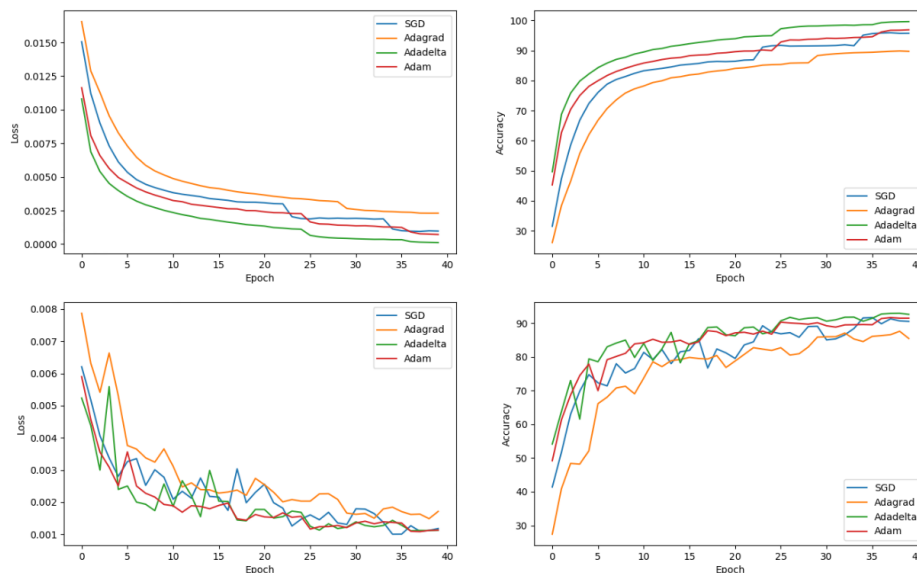 0.0150
0.0125
0.0100
0.0075
0.0050
0.0025
0.0000
Loss
0 5 10 15 20 25 30 35 40
Epoch
SGD
Adagrad
Adadelta
Adam
100
90
80
70
60
50
40
30
Accuracy
0 5 10 15 20 25 30 35 40
Epoch
SGD
Adagrad
Adadelta
Adam
0.008
0.007
0.006
0.005
0.004
0.003
0.002
0.001
Loss
0 5 10 15 20 25 30 35 40
Epoch
SGD
Adagrad
Adadelta
Adam
90
80
70
60
50
40
30
Accuracy
0 5 10 15 20 25 30 35
Epoch
SGD
Adagrad
Adadelta
Adam